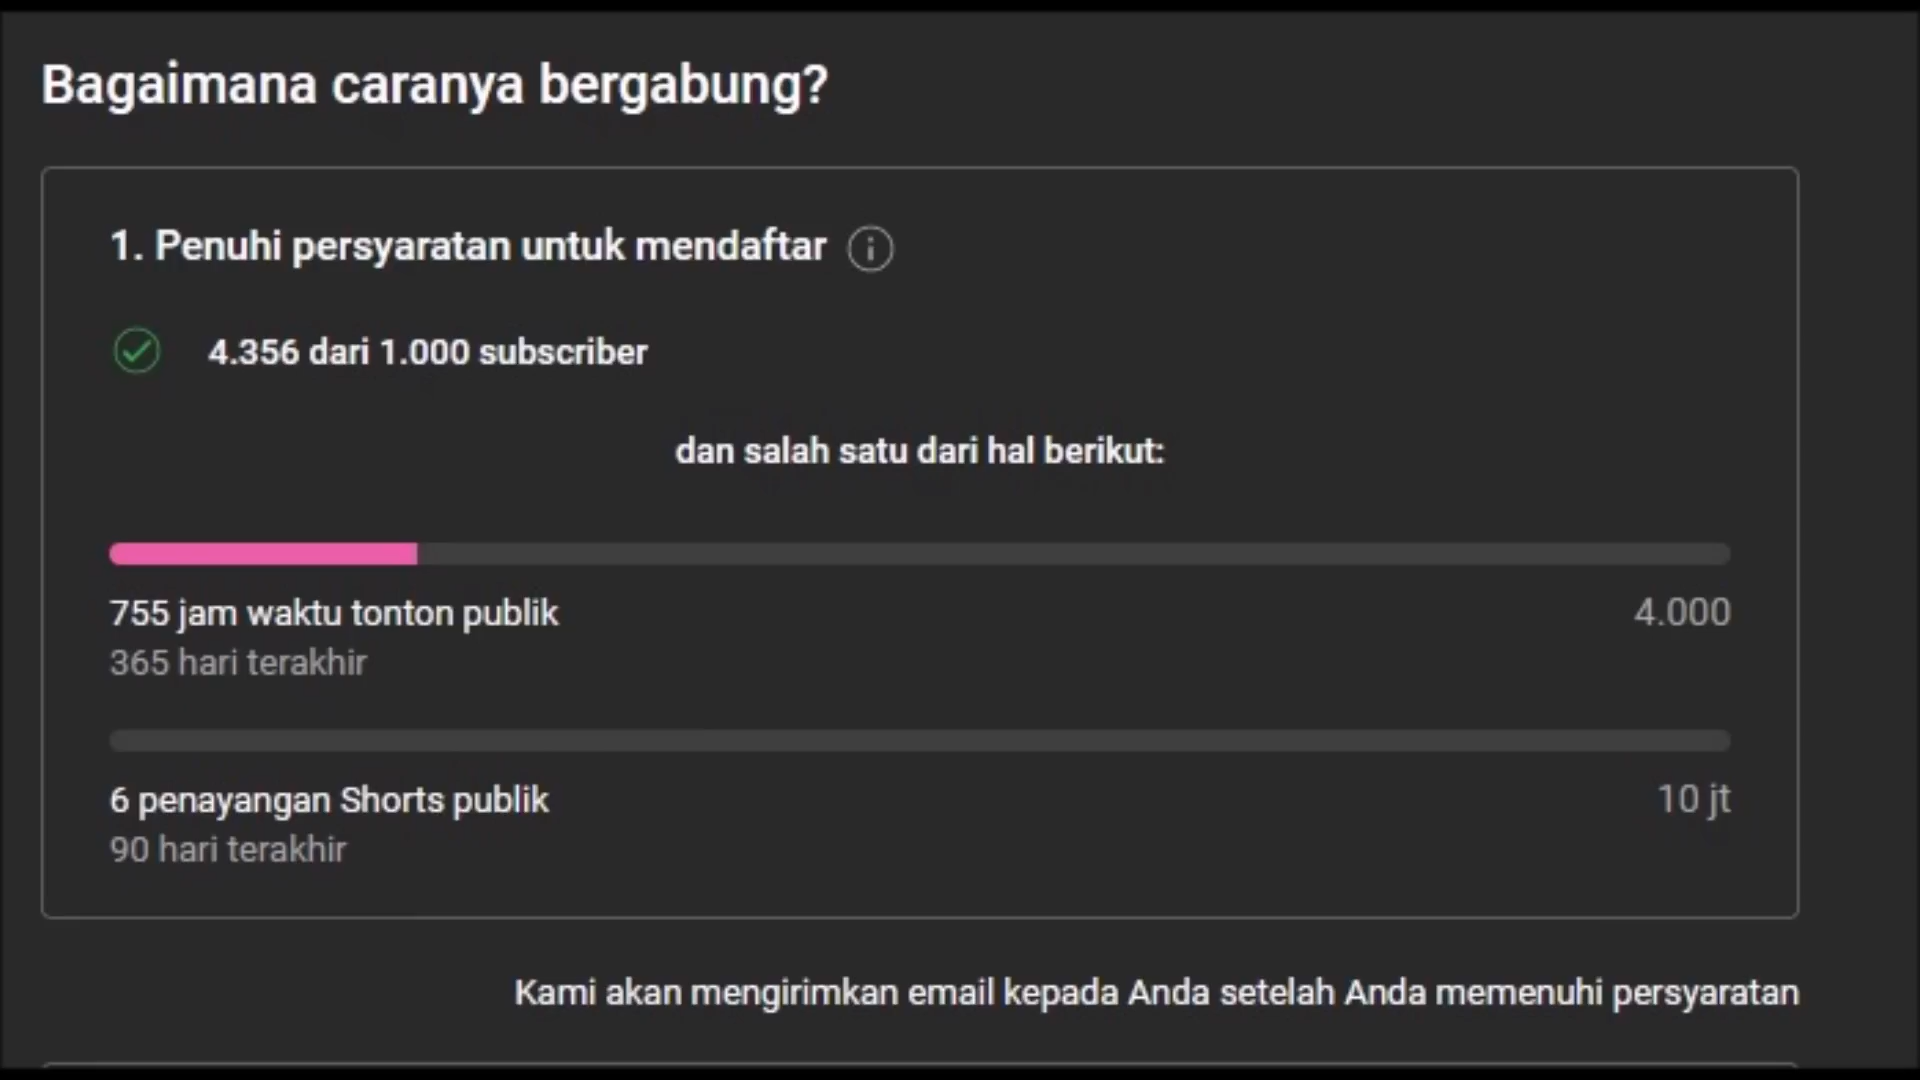 Bagaimana caranya bergabung?
1. Penuhi persyaratan untuk mendaftar
4.356 dari 1.000 subscriber
dan salah satu dari hal berikut:
755 jam waktu tonton publik
4.000
365 hari terakhir
6 penayangan Shorts publik
10 jt
90 hari terakhir
Kami akan mengirimkan email kepada Anda setelah Anda memenuhi persyaratan